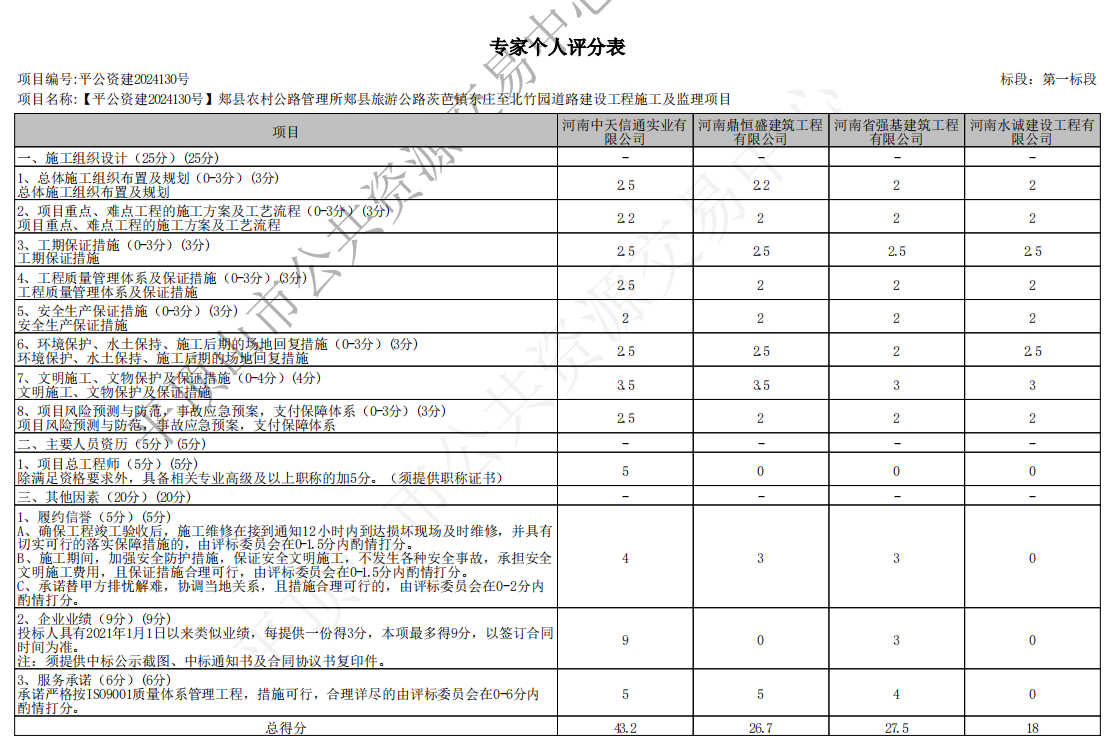 专家个人评分表
项目编号:平公资建2024130号 标段：第一标段
项目名称:【平公资建2024130号】郏县农村公路管理所郏县旅游公路茨芭镇东庄至北竹园道路建设工程施工及监理项目
项目 河南中天信通实业有限公司 河南鼎恒盛建筑工程有限公司 河南省强基建筑工程有限公司 河南水诚建设工程有限公司
一、施工组织设计（25分）(25分) - - - -
1、总体施工组织布置及规划（0-3分）(3分)
总体施工组织布置及规划 2.5 2.2 2 2
2、项目重点、难点工程的施工方案及工艺流程（0-3分）(3分)
项目重点、难点工程的施工方案及工艺流程 2.2 2 2 2
3、工期保证措施（0-3分）(3分)
工期保证措施 2.5 2.5 2.5 2.5
4、工程质量管理体系及保证措施（0-3分）(3分)
工程质量管理体系及保证措施 2.5 2 2 2
5、安全生产保证措施（0-3分）(3分)
安全生产保证措施 2 2 2 2
6、环境保护、水土保持、施工后期的场地回复措施（0-3分）(3分)
环境保护、水土保持、施工后期的场地回复措施 2.5 2.5 2 2.5
7、文明施工、文物保护及保证措施（0-4分）(4分)
文明施工、文物保护及保证措施 3.5 3.5 3 3
8、项目风险预测与防范，事故应急预案，支付保障体系（0-3分）(3分)
项目风险预测与防范，事故应急预案，支付保障体系 2.5 2 2 2
二、主要人员资历（5分）(5分) - - - -
1、项目总工程师（5分）(5分)
除满足资格要求外，具备相关专业高级及以上职称的加5分。（须提供职称证书） 5 0 0 0
三、其他因素（20分）(20分) - - - -
1、履约信誉（5分）(5分)
A、确保工程竣工验收后，施工维修在接到通知12小时内到达损坏现场及时维修，并具有
切实可行的落实保障措施的，由评标委员会在0-1.5分内酌情打分。
B、施工期间，加强安全防护措施，保证安全文明施工，不发生各种安全事故，承担安全
文明施工费用，且保证措施合理可行，由评标委员会在0-1.5分内酌情打分。
C、承诺替甲方排忧解难，协调当地关系，且措施合理可行的，由评标委员会在0-2分内
酌情打分。 4 3 3 0
2、企业业绩（9分）(9分)
投标人具有2021年1月1日以来类似业绩，每提供一份得3分，本项最多得9分，以签订合同
时间为准。
注：须提供中标公示截图、中标通知书及合同协议书复印件。 9 0 3 0
3、服务承诺（6分）(6分)
承诺严格按ISO9001质量体系管理工程，措施可行，合理详尽的由评标委员会在0-6分内
酌情打分。 5 5 4 0
总得分 43.2 26.7 27.5 18
平顶山市公共资源交易中心
平顶山市公共资源交易中心